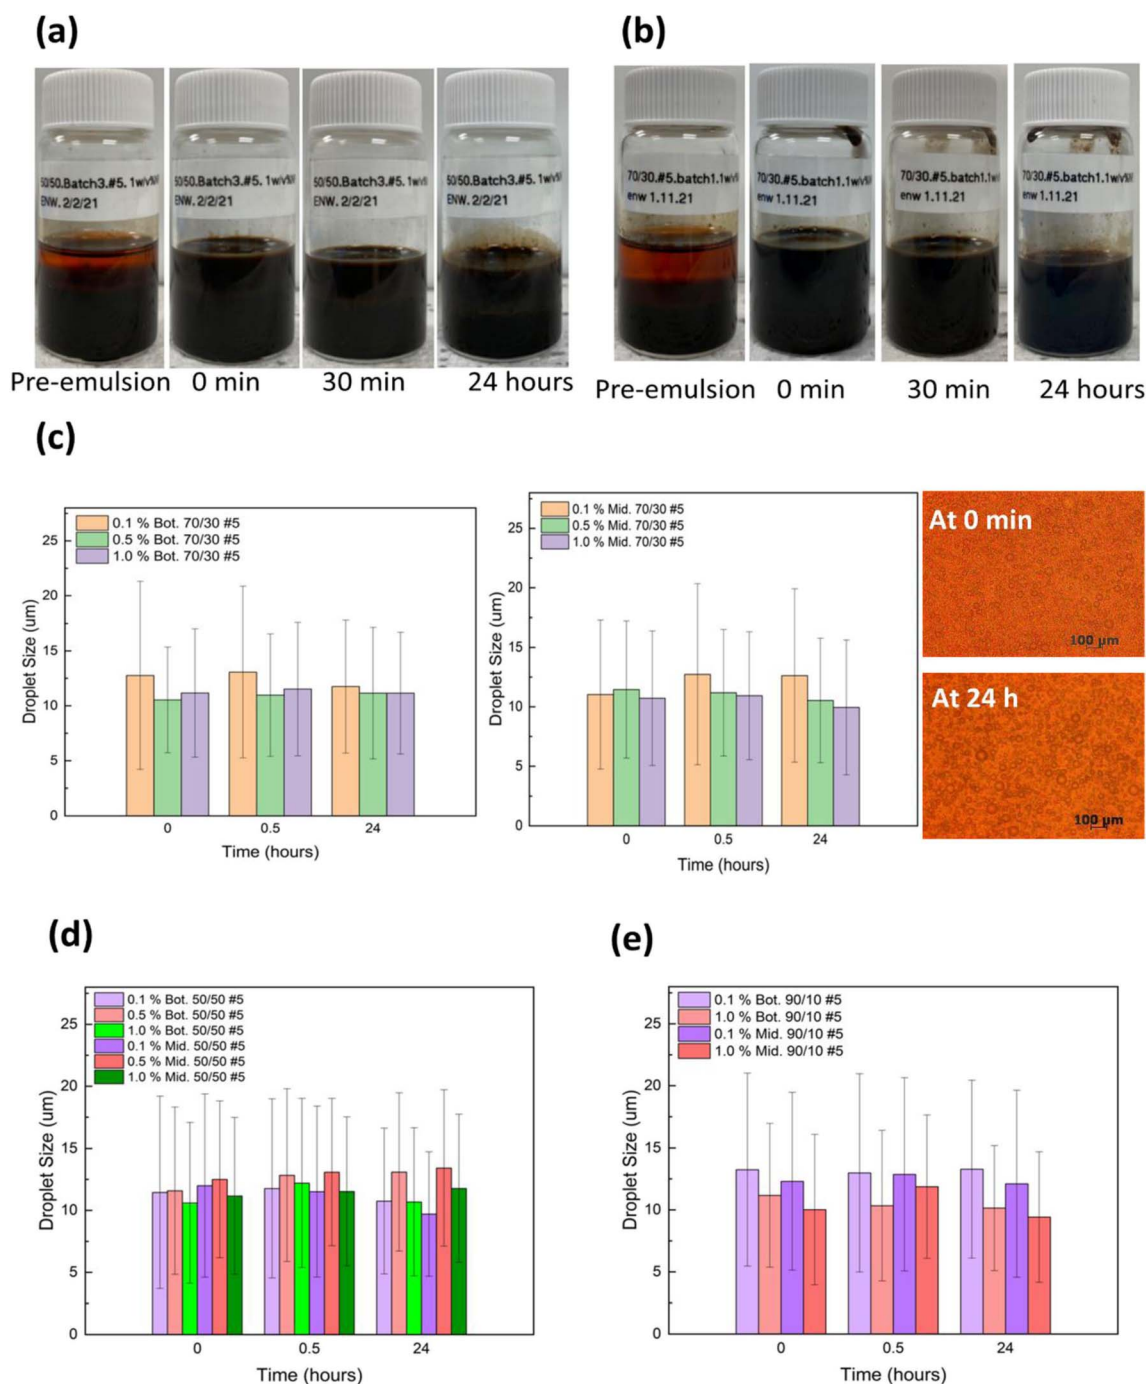 (a)
(b)
50/50.Batch3.#5. 1w/v%
ENW. 2/2/21
50/50.Batch3.#5. 1w/v%
ENW. 2/2/21
50/50.Batch3.#5. 1w/v%
ENW. 2/2/21
50/50.Batch3.#5. 1w/v%
ENW. 2/2/21
70/30.#5.batch1.1w/v%
enw 1.11.21
70/30.#5.batch1.1w/v%
enw 1.11.21
70/30.#5.batch1.1w/v%
enw 1.11.21
70/30.#5.batch1.1w/v%
enw 1.11.21
Pre-emulsion 0 min 30 min 24 hours
Pre-emulsion 0 min 30 min 24 hours
(c)
0.1 % Bot. 70/30 #5
0.5 % Bot. 70/30 #5
1.0 % Bot. 70/30 #5
25
20
15
10
5
0
Droplet Size (um)
0 0.5 24
Time (hours)
0.1 % Mid. 70/30 #5
0.5 % Mid. 70/30 #5
1.0 % Mid. 70/30 #5
25
20
15
10
5
0
Droplet Size (um)
0 0.5 24
Time (hours)
At 0 min
100 µm
At 24 h
100 µm
(d)
0.1 % Bot. 50/50 #5
0.5 % Bot. 50/50 #5
1.0 % Bot. 50/50 #5
0.1 % Mid. 50/50 #5
0.5 % Mid. 50/50 #5
1.0 % Mid. 50/50 #5
25
20
15
10
5
0
Droplet Size (um)
0 0.5 24
Time (hours)
(e)
0.1 % Bot. 90/10 #5
1.0 % Bot. 90/10 #5
0.1 % Mid. 90/10 #5
1.0 % Mid. 90/10 #5
25
20
15
10
5
0
Droplet Size (um)
0 0.5 24
Time (hours)